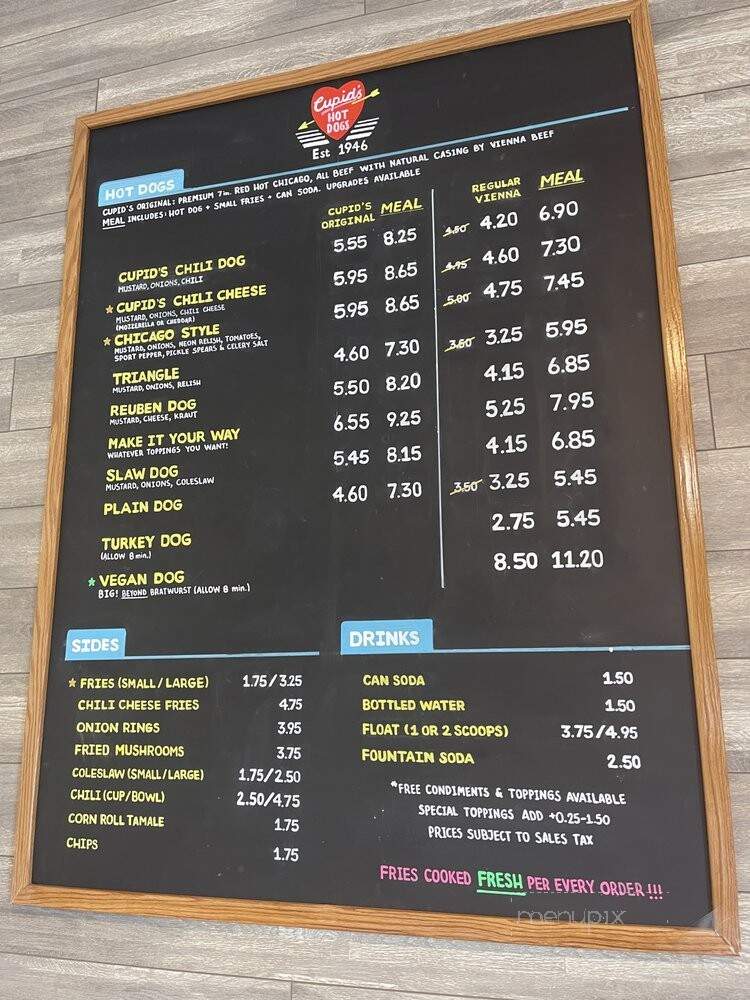 Cupid's
HOT
DOGS
Est 1946
HOT DOGS
CUPID'S ORIGINAL: PREMIUM 7in. RED HOT CHICAGO, ALL BEEF WITH NATURAL CASING BY VIENNA BEEF
MEAL INCLUDES: HOT DOG + SMALL FRIES + CAN SODA. UPGRADES AVAILABLE
CUPID'S ORIGINAL MEAL REGULAR VIENNA MEAL
CUPID'S CHILI DOG 5.55 8.25 3.50 4.20 6.90
MUSTARD, ONIONS, CHILI
CUPID'S CHILI CHEESE 5.95 8.65 3.95 4.60 7.30
MUSTARD, ONIONS, CHILI CHEESE
(MOZZERELLA OR CHEDDAR)
CHICAGO STYLE 5.95 8.65 5.00 4.75 7.45
MUSTARD, ONIONS, NEON RELISH, TOMATOES,
SPORT PEPPER, PICKLE SPEARS & CELERY SALT
TRIANGLE 4.60 7.30 3.50 3.25 5.95
MUSTARD, ONIONS, RELISH
REUBEN DOG 5.50 8.20 4.15 6.85
MUSTARD, CHEESE, KRAUT
MAKE IT YOUR WAY 6.55 9.25 5.25 7.95
WHATEVER TOPPINGS YOU WANT!
SLAW DOG 5.45 8.15 4.15 6.85
MUSTARD, ONIONS, COLESLAW
PLAIN DOG 4.60 7.30 3.50 3.25 5.45
TURKEY DOG 2.75 5.45
(ALLOW 8 min.)
VEGAN DOG 8.50 11.20
BIG! BEYOND BRATWURST (ALLOW 8 min.)
SIDES
FRIES (SMALL/LARGE) 1.75/3.25
CHILI CHEESE FRIES 4.75
ONION RINGS 3.95
FRIED MUSHROOMS 3.75
COLESLAW (SMALL/LARGE) 1.75/2.50
CHILI (CUP/BOWL) 2.50/4.75
CORN ROLL TAMALE 1.75
CHIPS 1.75
DRINKS
CAN SODA 1.50
BOTTLED WATER 1.50
FLOAT (1 OR 2 SCOOPS) 3.75/4.95
FOUNTAIN SODA 2.50
*FREE CONDIMENTS & TOPPINGS AVAILABLE
SPECIAL TOPPINGS ADD +0.25-1.50
PRICES SUBJECT TO SALES TAX
FRIES COOKED FRESH PER EVERY ORDER!!!
menupix